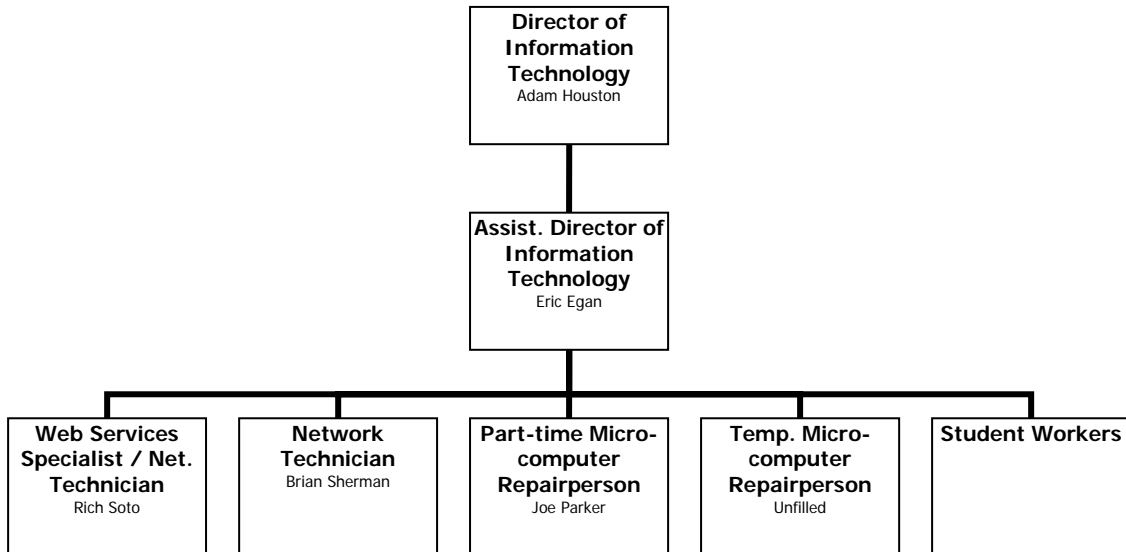 Director of
Information
Technology
Adam Houston
Assist. Director of
Information
Technology
Eric Egan
Web Services
Specialist / Net.
Technician
Rich Soto
Network
Technician
Brian Sherman
Part-time Micro-
computer
Repairperson
Joe Parker
Temp. Micro-
computer
Repairperson
Unfilled
Student Workers